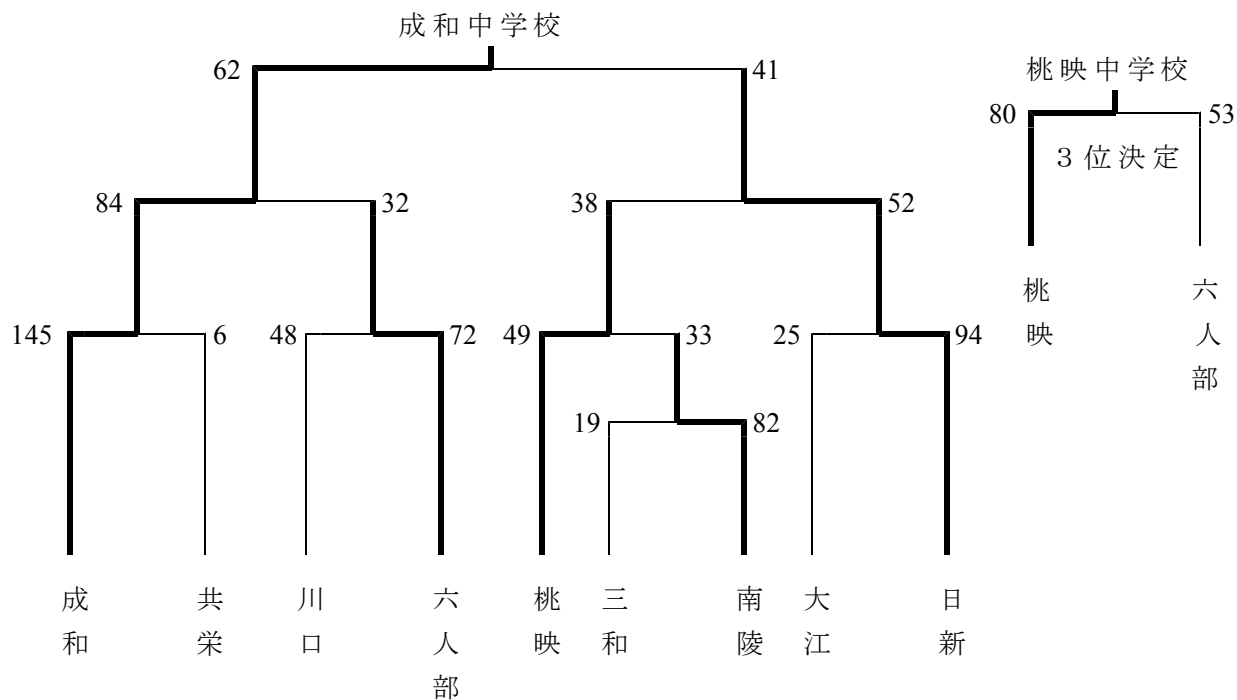 成和中学校
62 41
桃映中学校
80 53
３位決定
84 32 38 52
桃映
六人部
145 6 48 72 49 33 25 94
19 82
成和
共栄
川口
六人部
桃映
三和
南陵
大江
日新